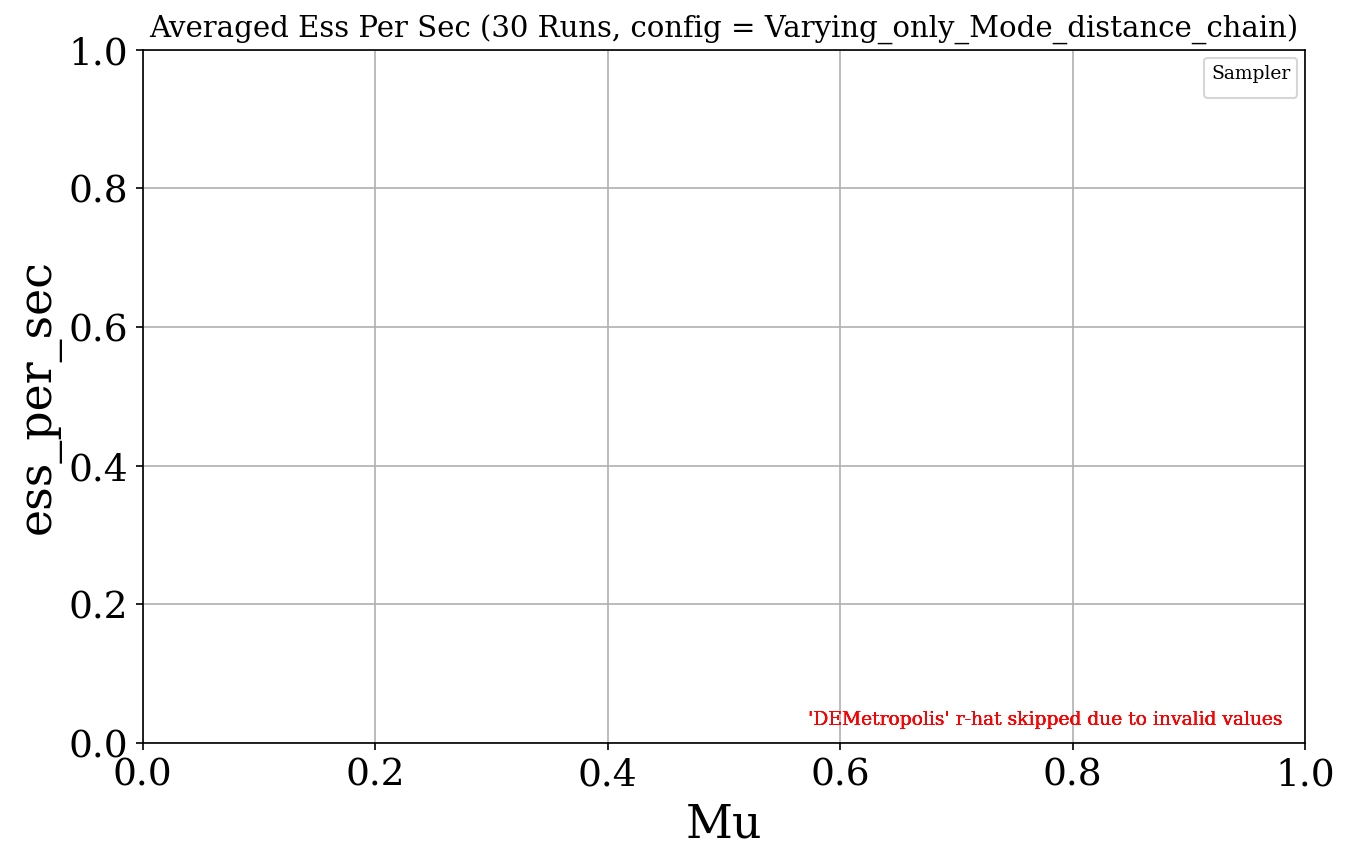 Averaged Ess Per Sec (30 Runs, config = Varying_only_Mode_distance_chain)
Sampler
ess_per_sec
1.0
0.8
0.6
0.4
0.2
0.0
'DEMetropolis' r-hat skipped due to invalid values
0.0 0.2 0.4 0.6 0.8 1.0
Mu